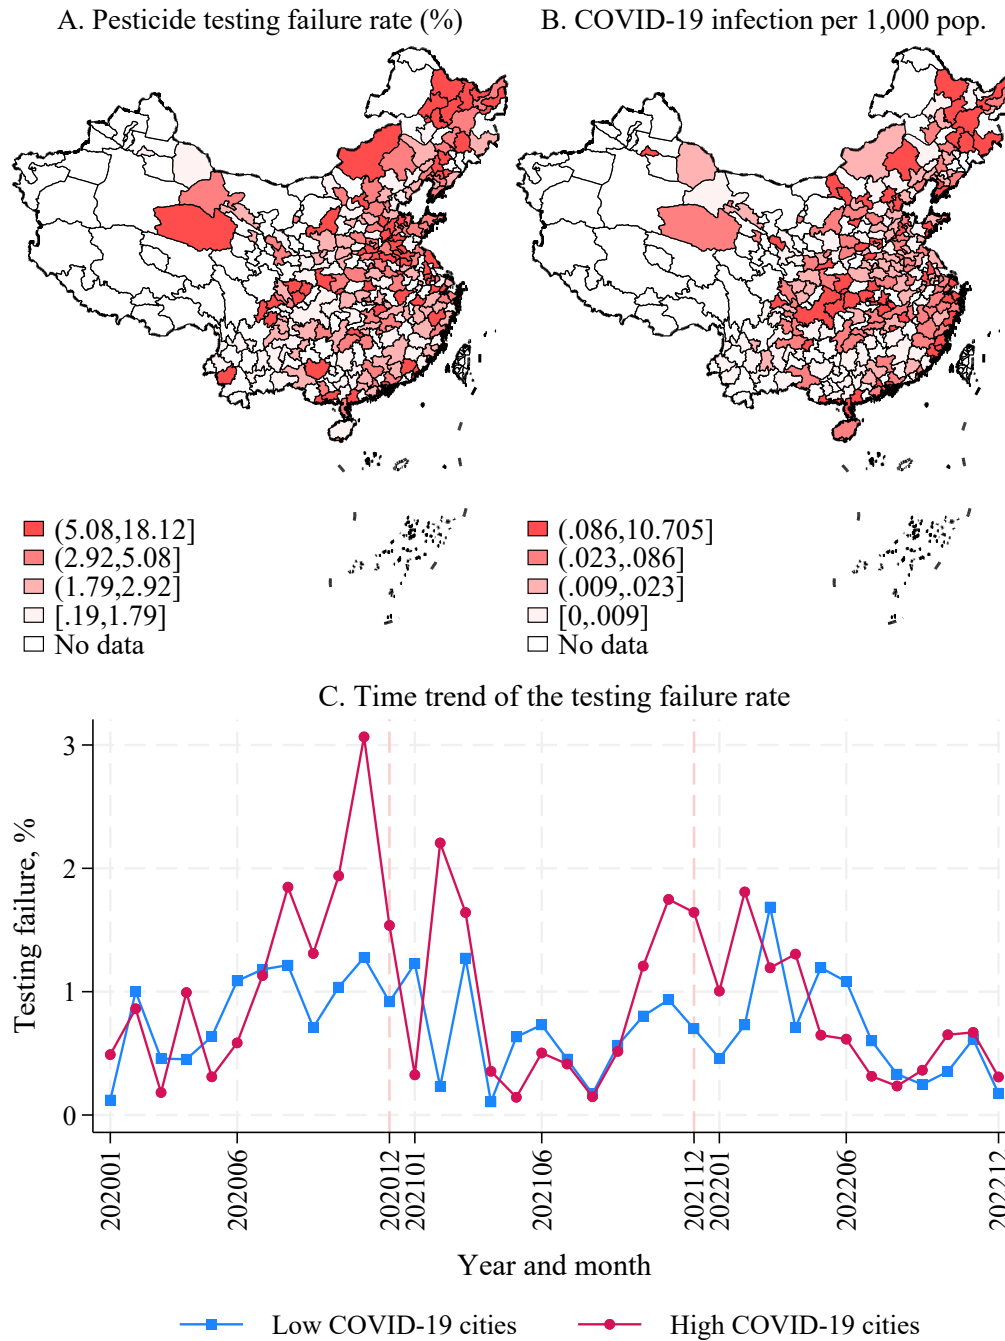 A. Pesticide testing failure rate (%)
B. COVID-19 infection per 1,000 pop.
(5.08,18.12]
(2.92,5.08]
(1.79,2.92]
[.19,1.79]
No data
(.086,10.705]
(.023,.086]
(.009,.023]
[0,.009]
No data
C. Time trend of the testing failure rate
Testing failure, %
3
2
1
0
202001
202006
202012
202101
202106
202112
202201
202206
202212
Year and month
Low COVID-19 cities
High COVID-19 cities